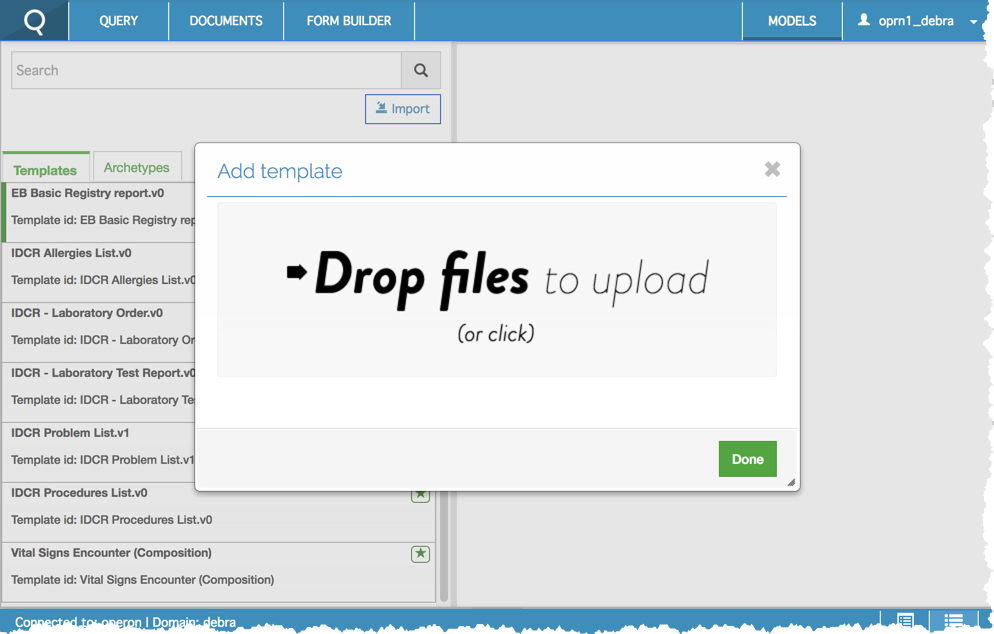 QUERY
DOCUMENTS
FORM BUILDER
MODELS
oprn1_debra
Search
Import
Templates
Archetypes
EB Basic Registry report.v0
Template id: EB Basic Registry rep
IDCR Allergies List.v0
Template id: IDCR Allergies List.v0
IDCR - Laboratory Order.v0
Template id: IDCR - Laboratory Or
IDCR - Laboratory Test Report.v0
Template id: IDCR - Laboratory Te
IDCR Problem List.v1
Template id: IDCR Problem List.v1
IDCR Procedures List.v0
Template id: IDCR Procedures List.v0
Vital Signs Encounter (Composition)
Template id: Vital Signs Encounter (Composition)
Add template
Drop files to upload
(or click)
Done
Connected to: operon | Domain: debra